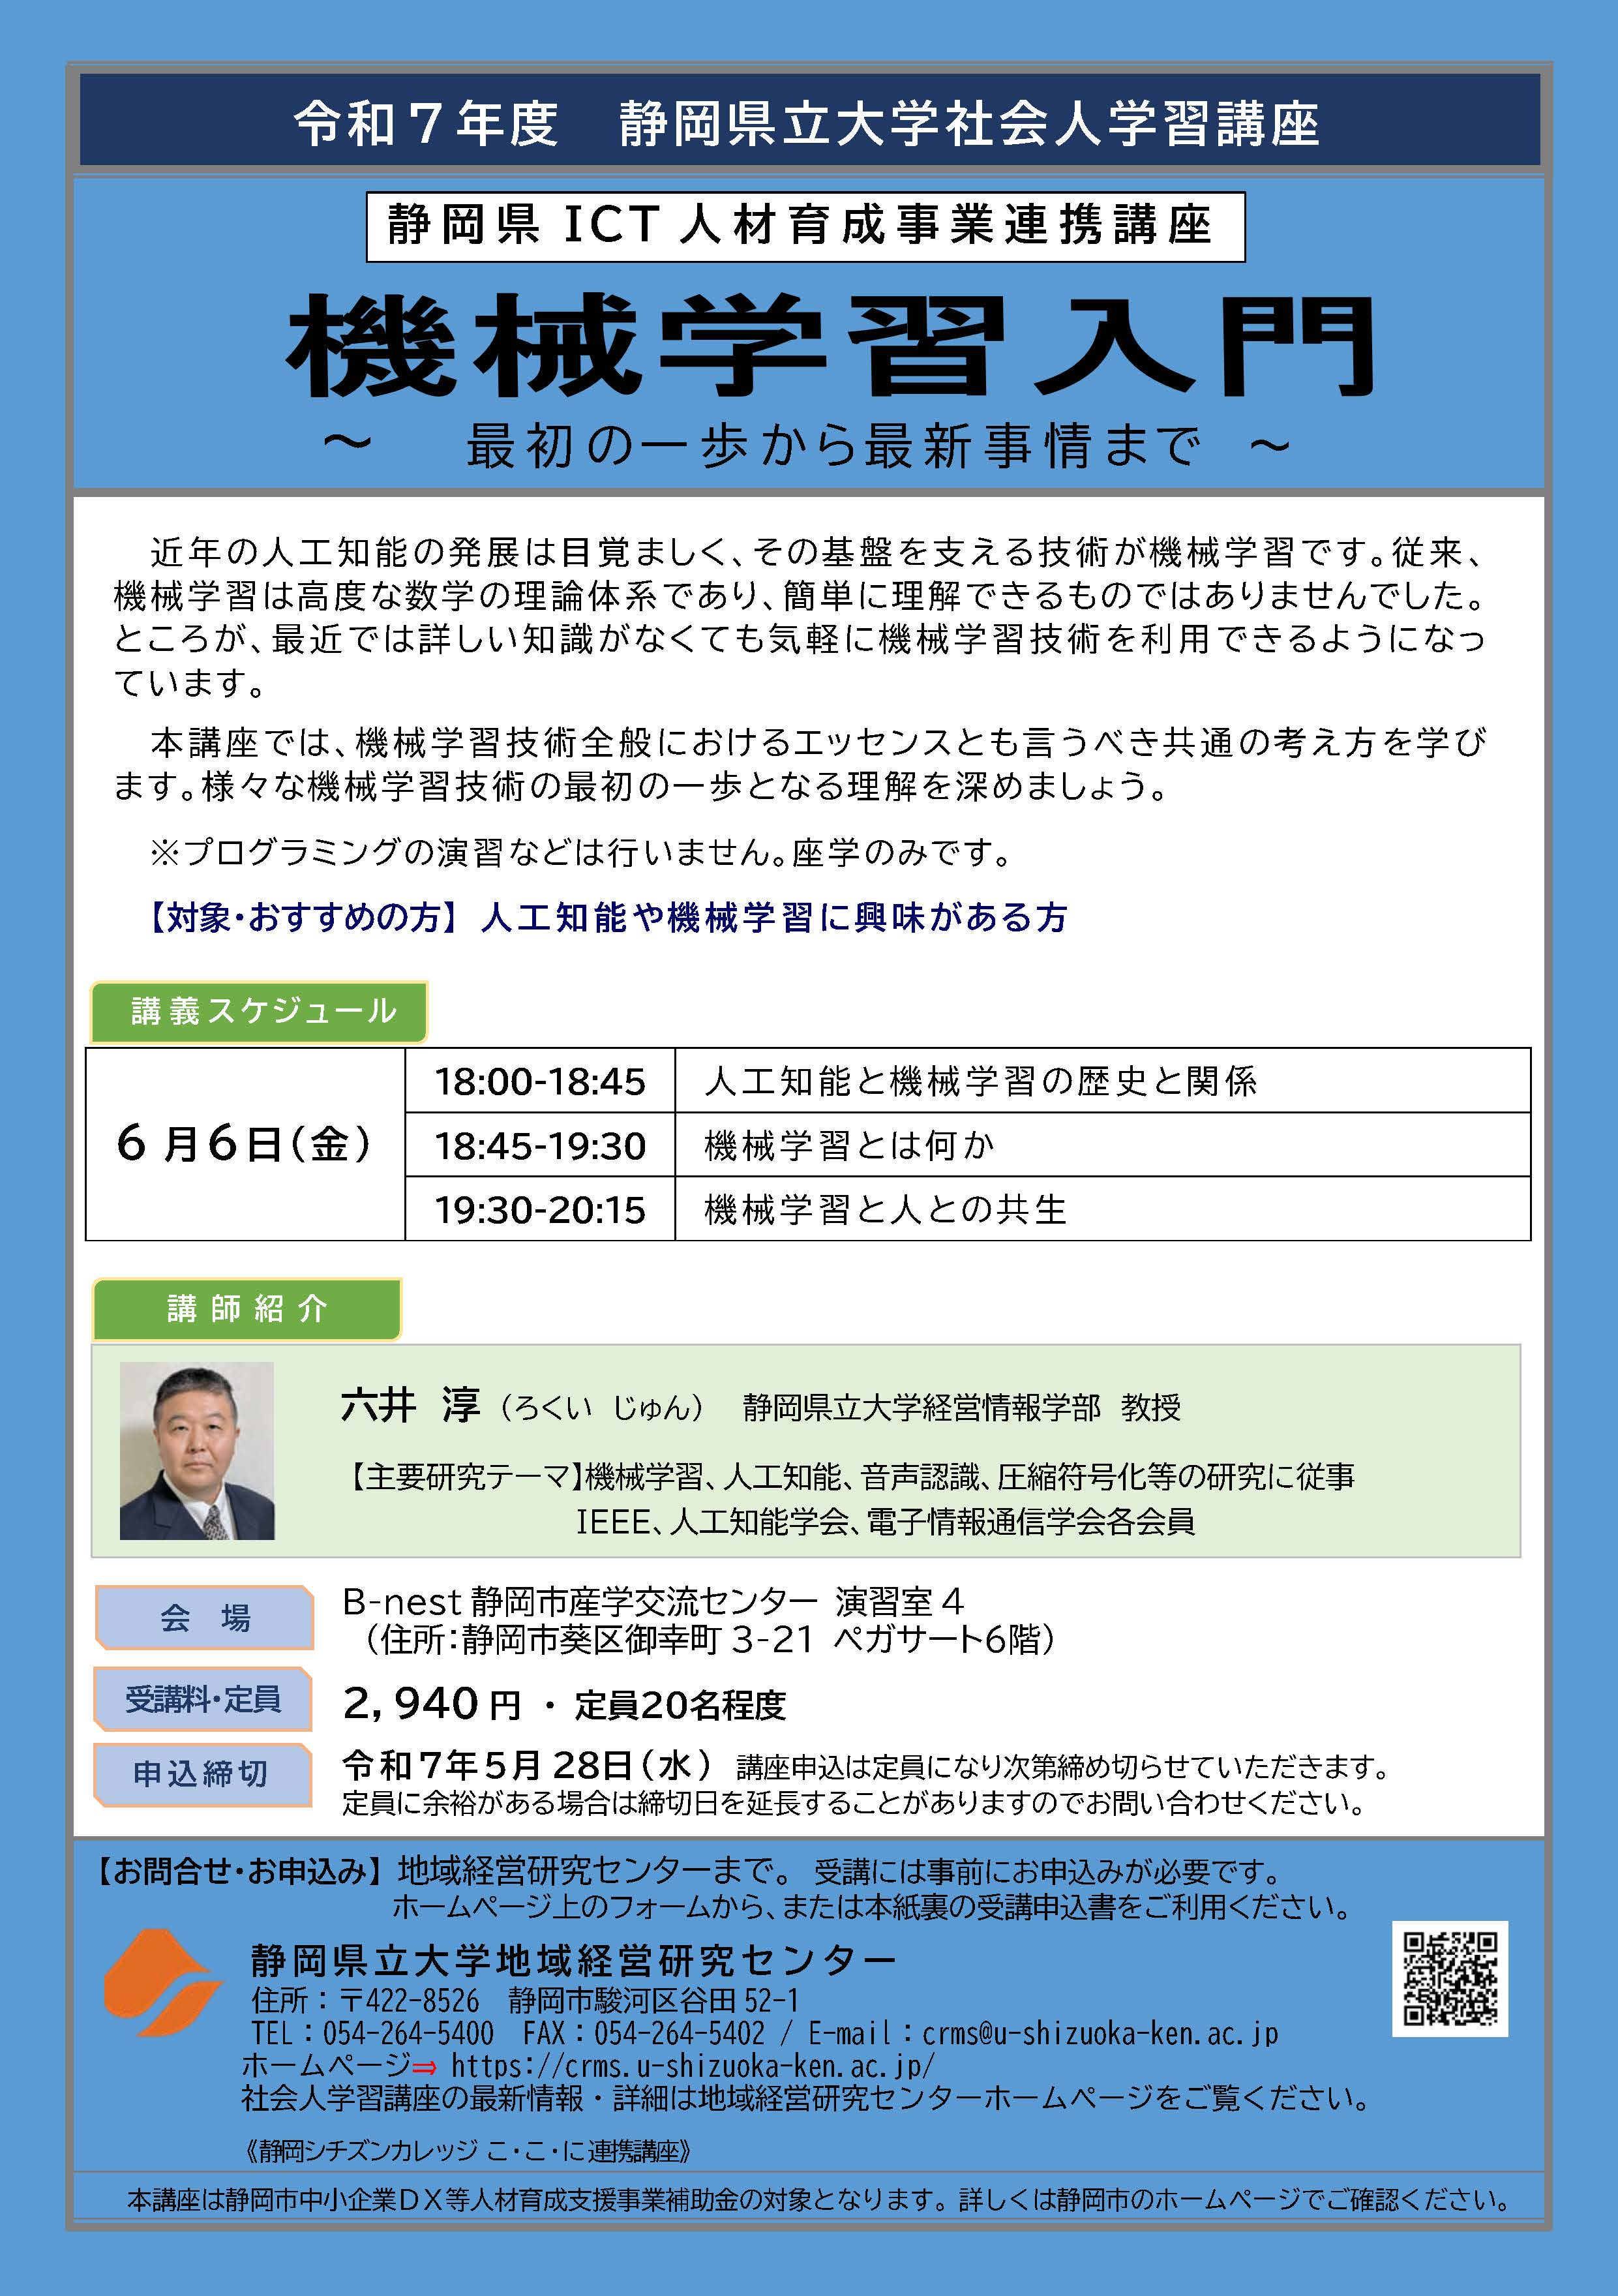 令和7年度　静岡県立大学社会人学習講座
静岡県 ICT 人材育成事業連携講座
機械学習入門
～　最初の一歩から最新事情まで　～
近年の人工知能の発展は目覚ましく、その基盤を支える技術が機械学習です。従来、
機械学習は高度な数学の理論体系であり、簡単に理解できるものではありませんでした。
ところが、最近では詳しい知識がなくても気軽に機械学習技術を利用できるようになっ
ています。
本講座では、機械学習技術全般におけるエッセンスとも言うべき共通の考え方を学び
ます。様々な機械学習技術の最初の一歩となる理解を深めましょう。
※プログラミングの演習などは行いません。座学のみです。
【対象・おすすめの方】 人工知能や機械学習に興味がある方
講義スケジュール
6月6日(金)
18:00-18:45 人工知能と機械学習の歴史と関係
18:45-19:30 機械学習とは何か
19:30-20:15 機械学習と人との共生
講師紹介
六井　淳（ろくい　じゅん）　静岡県立大学経営情報学部　教授
【主要研究テーマ】機械学習、人工知能、音声認識、圧縮符号化等の研究に従事
IEEE、人工知能学会、電子情報通信学会各会員
会　場
B-nest 静岡市産学交流センター 演習室 4
（住所：静岡市葵区御幸町 3-21 ペガサート6階）
受講料・定員
2，940 円 ・ 定員20名程度
申込締切
令和7年5月28日（水） 講座申込は定員になり次第締め切らせていただきます。
定員に余裕がある場合は締切日を延長することがありますのでお問い合わせください。
【お問合せ・お申込み】 地域経営研究センターまで。 受講には事前にお申込みが必要です。
ホームページ上のフォームから、または本紙裏の受講申込書をご利用ください。
静岡県立大学地域経営研究センター
住所：〒422-8526　静岡市駿河区谷田 52-1
TEL：054-264-5400　FAX：054-264-5402 / E-mail：crms@u-shizuoka-ken.ac.jp
ホームページ⇒ https://crms.u-shizuoka-ken.ac.jp/
社会人学習講座の最新情報・詳細は地域経営研究センターホームページをご覧ください。
《静岡シチズンカレッジ こ・こ・に 連携講座》
本講座は静岡市中小企業ＤＸ等人材育成支援事業補助金の対象となります。詳しくは静岡市のホームページでご確認ください。